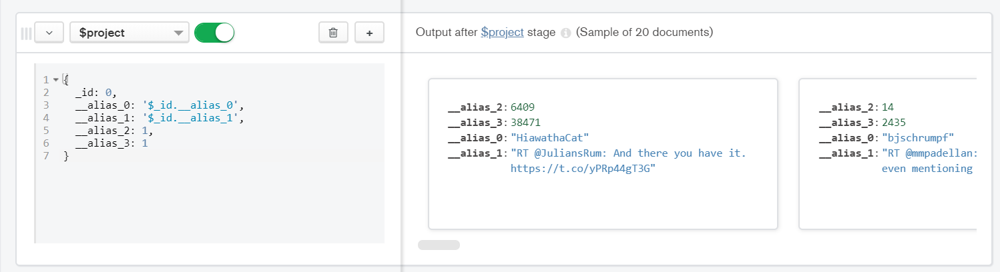 $project
+
Output after $project stage (Sample of 20 documents)
1 {
2 _id: 0,
3 __alias_0: '$_id.__alias_0',
4 __alias_1: '$_id.__alias_1',
5 __alias_2: 1,
6 __alias_3: 1
7 }
__alias_2: 6409
__alias_3: 38471
__alias_0: "HiawathaCat"
__alias_1: "RT @JuliansRum: And there you have it.
https://t.co/yPRp44gT3G"
__alias_2: 14
__alias_3: 2435
__alias_0: "bjschrumpf"
__alias_1: "RT @mmpadellan:
even mentioning